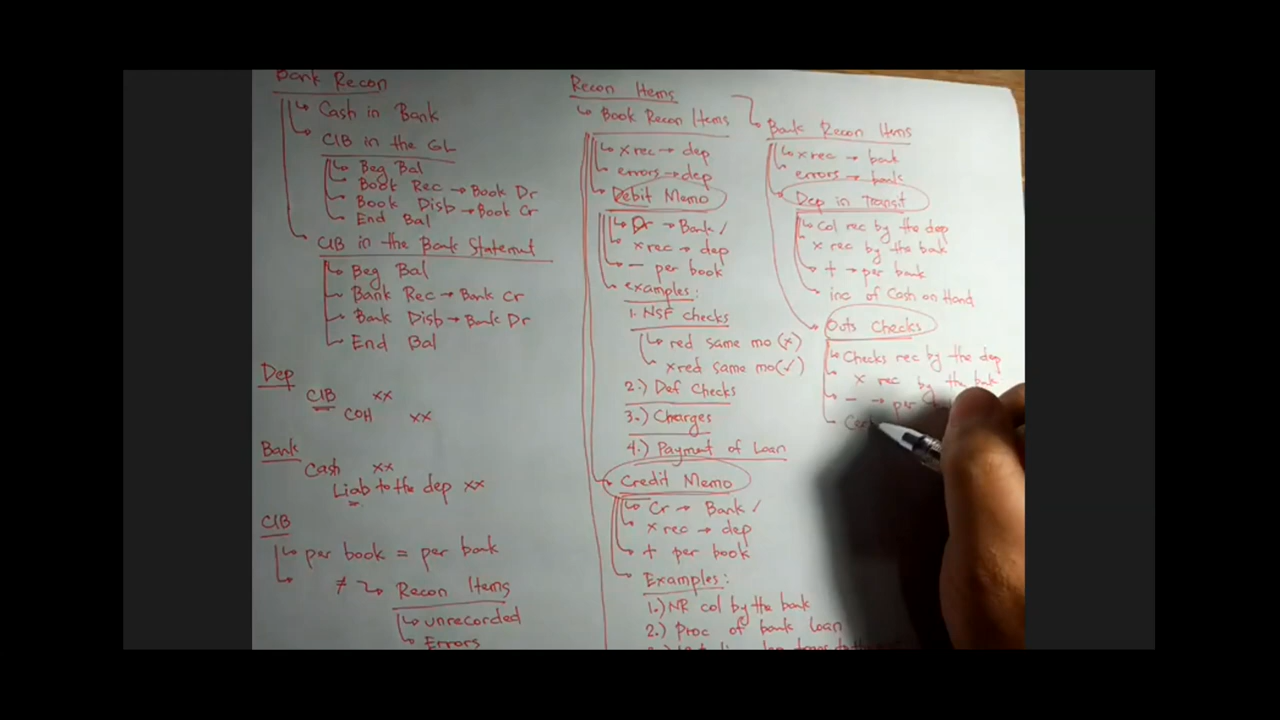 Bank Recon
Cash in Bank
CIB in the GL
Beg Bal
Book Rec → Book Dr
Book Disb → Book Cr
End Bal
CIB in the Bank Statemnt
Beg Bal
Bank Rec → Bank Cr
Bank Disb → Bank Dr
End Bal
Dep
CIB xx
COH xx
Bank
Cash xx
Liab to the dep xx
CIB
per book = per bank
≠ Recon Items
unrecorded
Errors
Recon Items
Book Recon Items
x rec → dep
errors → dep
Debit Memo
Dr → Bank /
x rec → dep
— per book
examples:
1. NSF checks
red same mo (x)
xred same mo (✓)
2.) Def Checks
3.) Charges
4.) Payment of Loan
Credit Memo
Cr → Bank /
x rec → dep
+ per book
Examples:
1.) NR col by the bank
2.) Proc of bank loan
Bank Recon Items
x rec → bank
errors → bank
Dep in Transit
Col rec by the dep
x rec by the bank
+ → per bank
inc of Cash on Hand
Outs Checks
Checks rec by the dep
x rec by the bak
— → per